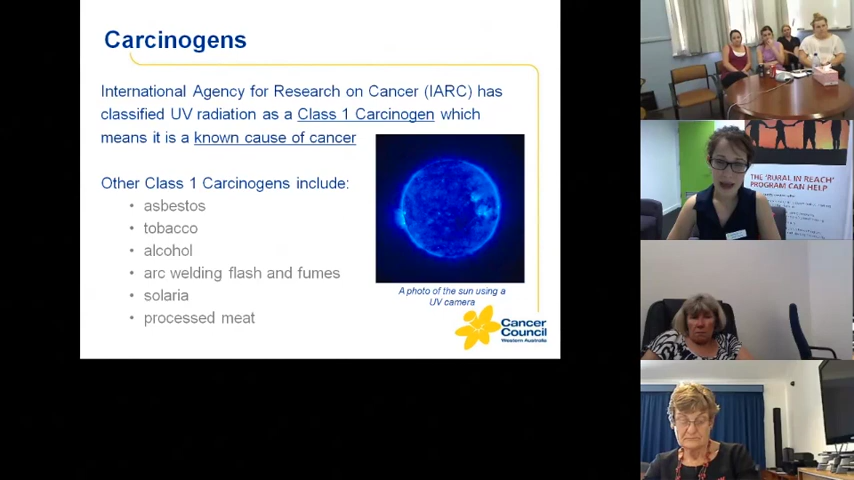 Carcinogens
International Agency for Research on Cancer (IARC) has
classified UV radiation as a Class 1 Carcinogen which
means it is a known cause of cancer
Other Class 1 Carcinogens include:
• asbestos
• tobacco
• alcohol
• arc welding flash and fumes
• solaria
• processed meat
A photo of the sun using a
UV camera
Cancer
Council
Western Australia
THE 'RURAL IN REACH'
PROGRAM CAN HELP